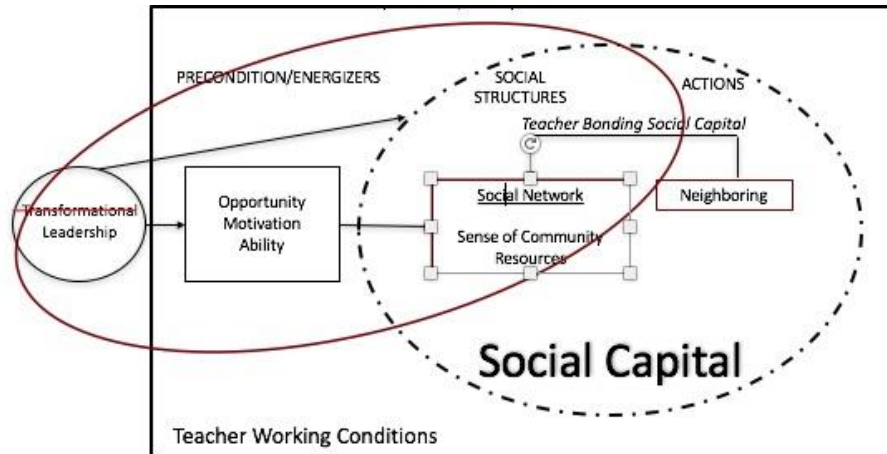 PRECONDITION/ENERGIZERS
SOCIAL
STRUCTURES
ACTIONS
Teacher Bonding Social Capital
Transformational
Leadership
Opportunity
Motivation
Ability
Social Network
Sense of Community
Resources
Neighboring
Social Capital
Teacher Working Conditions